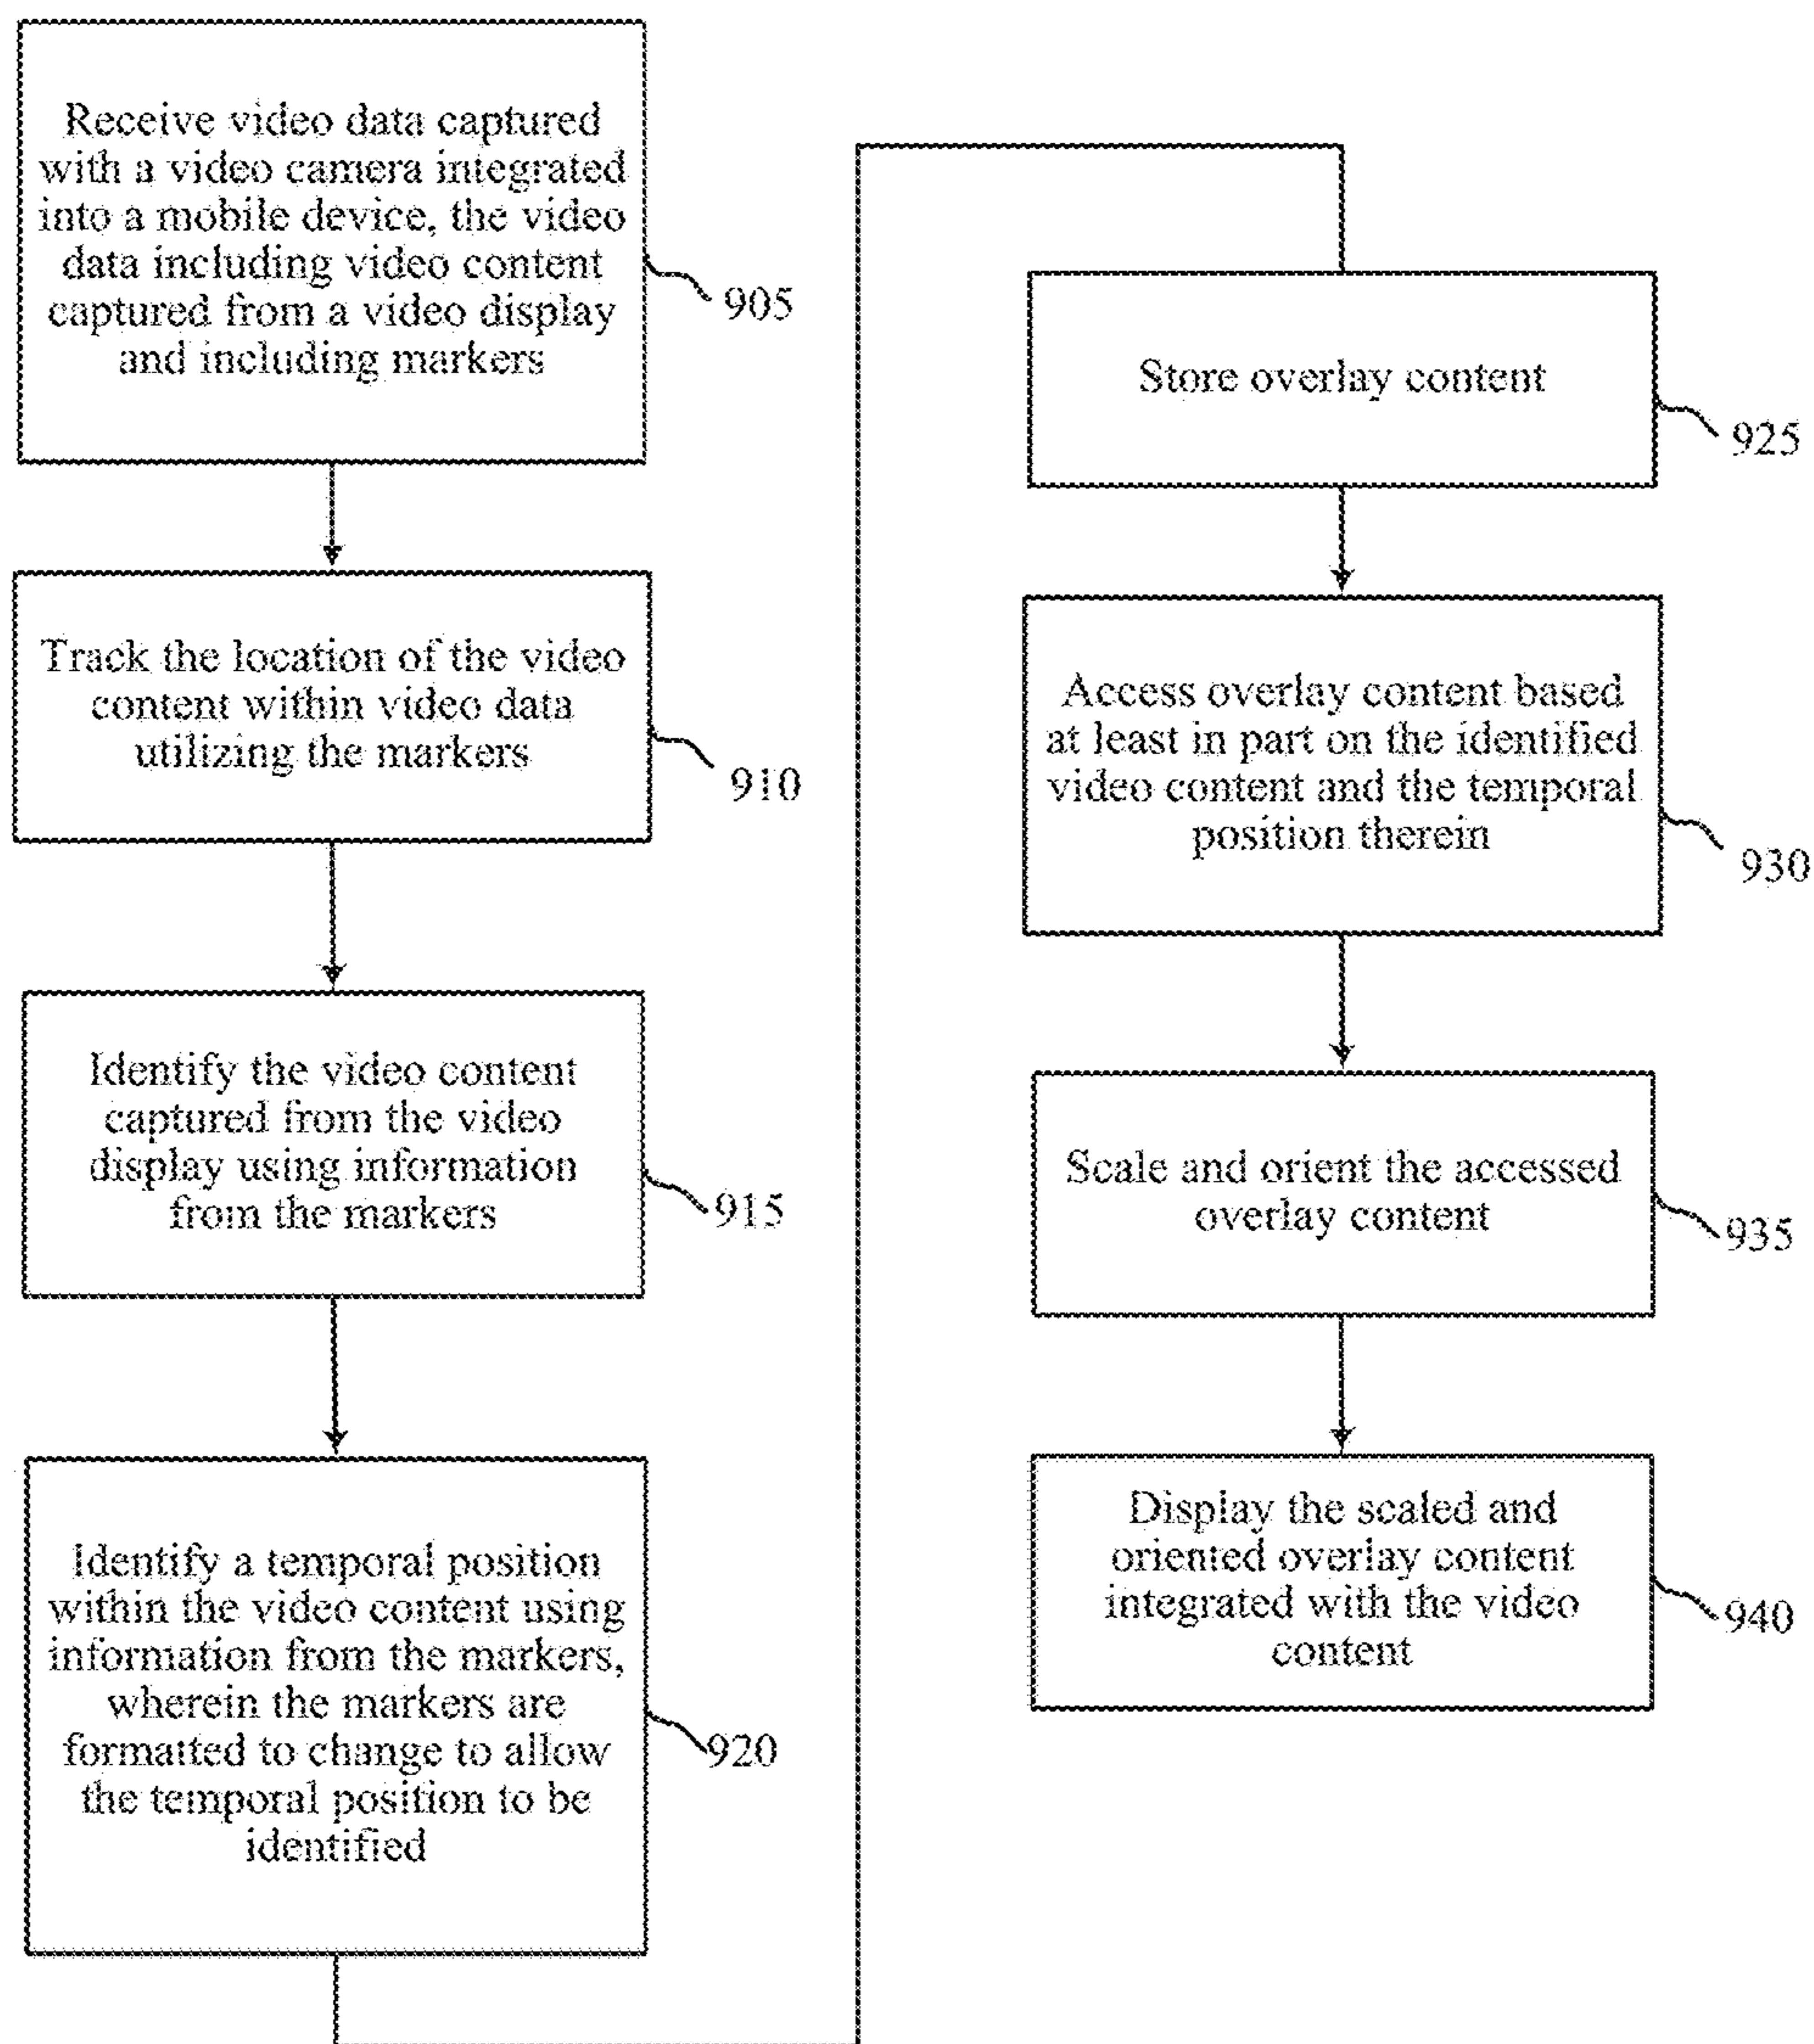 Receive video data captured
with a video camera integrated
into a mobile device, the video
data including video content
captured from a video display
and including markers
905
Track the location of the video
content within video data
utilizing the markers
910
Identify the video content
captured from the video
display using information
from the markers
915
Identify a temporal position
within the video content using
information from the markers,
wherein the markers are
formatted to change to allow
the temporal position to be
identified
920
Store overlay content
925
Access overlay content based
at least in part on the identified
video content and the temporal
position therein
930
Scale and orient the accessed
overlay content
935
Display the scaled and
oriented overlay content
integrated with the video
content
940